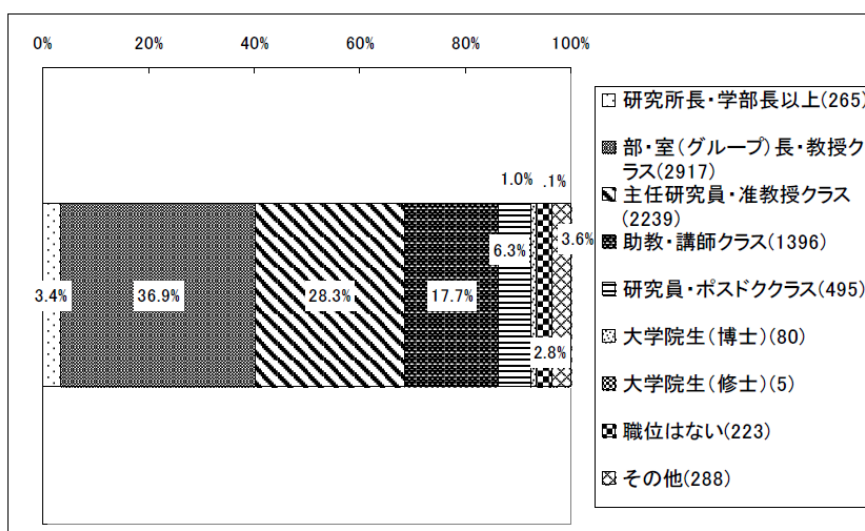 0% 20% 40% 60% 80% 100%
1.0% .1%
3.6%
6.3%
3.4% 36.9% 28.3% 17.7%
2.8%
研究所長・学部長以上(265)
部・室(グループ)長・教授ク
ラス(2917)
主任研究員・准教授クラス
(2239)
助教・講師クラス(1396)
研究員・ポスドククラス(495)
大学院生(博士)(80)
大学院生(修士)(5)
職位はない(223)
その他(288)